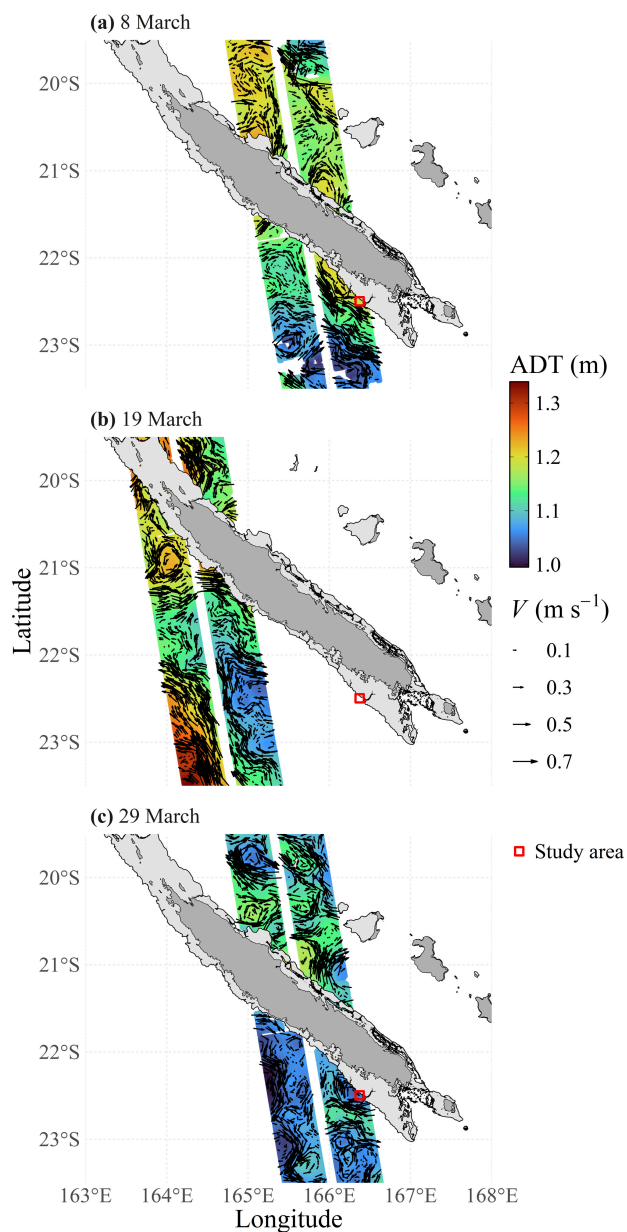 (a) 8 March
20°S
21°S
22°S
23°S
ADT (m)
1.3
1.2
1.1
1.0
(b) 19 March
20°S
21°S
22°S
23°S
Latitude
V (m s⁻¹)
0.1
0.3
0.5
0.7
(c) 29 March
Study area
20°S
21°S
22°S
23°S
163°E 164°E 165°E 166°E 167°E 168°E
Longitude